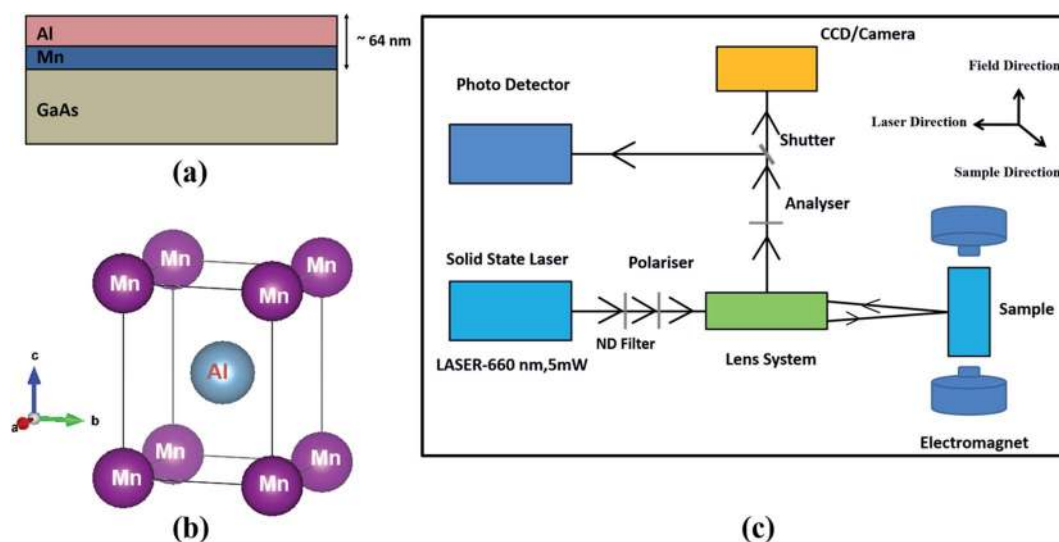 Al
Mn
GaAs
~ 64 nm
(a)
Mn
Mn
Mn
Mn
Al
Mn
Mn
Mn
Mn
c
a
b
(b)
CCD/Camera
Photo Detector
Shutter
Analyser
Field Direction
Laser Direction
Sample Direction
Solid State Laser
Polariser
ND Filter
LASER-660 nm,5mW
Lens System
Sample
Electromagnet
(c)